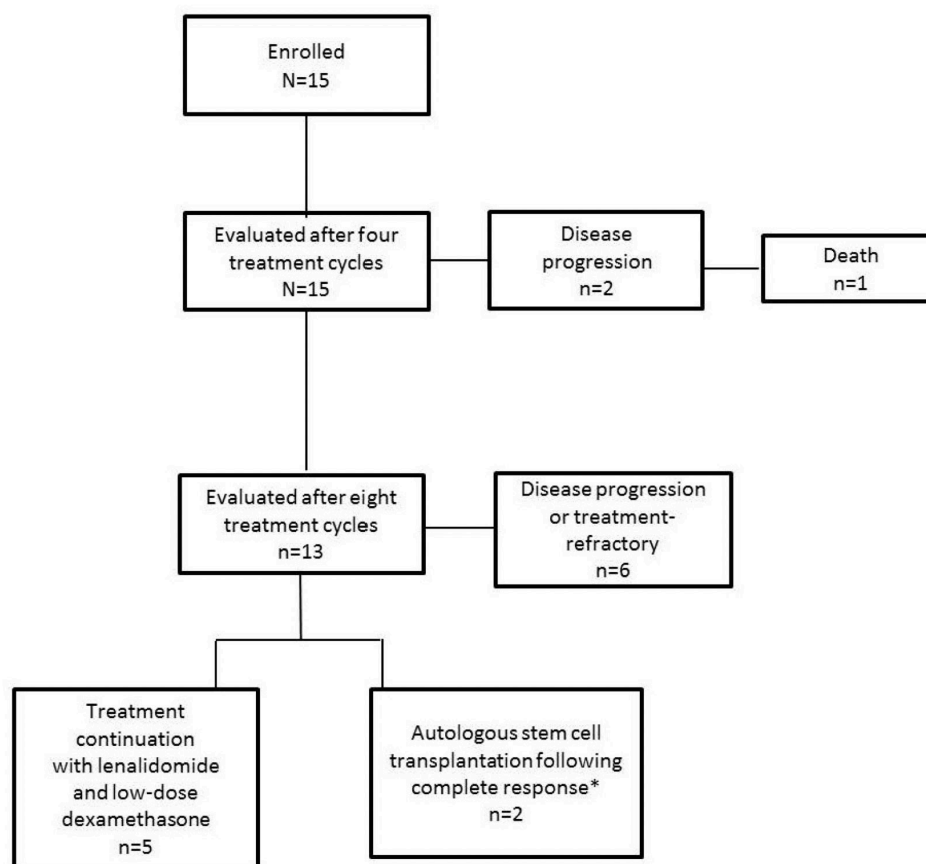 Enrolled
N=15
Evaluated after four
treatment cycles
N=15
Disease
progression
n=2
Death
n=1
Evaluated after eight
treatment cycles
n=13
Disease progression
or treatment-
refractory
n=6
Treatment
continuation
with lenalidomide
and low-dose
dexamethasone
n=5
Autologous stem cell
transplantation following
complete response*
n=2